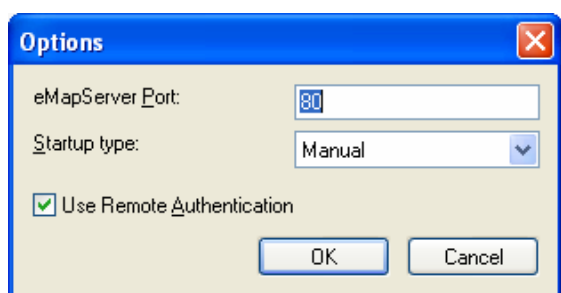 Options
eMapServer Port:
80
Startup type:
Manual
Use Remote Authentication
OK
Cancel